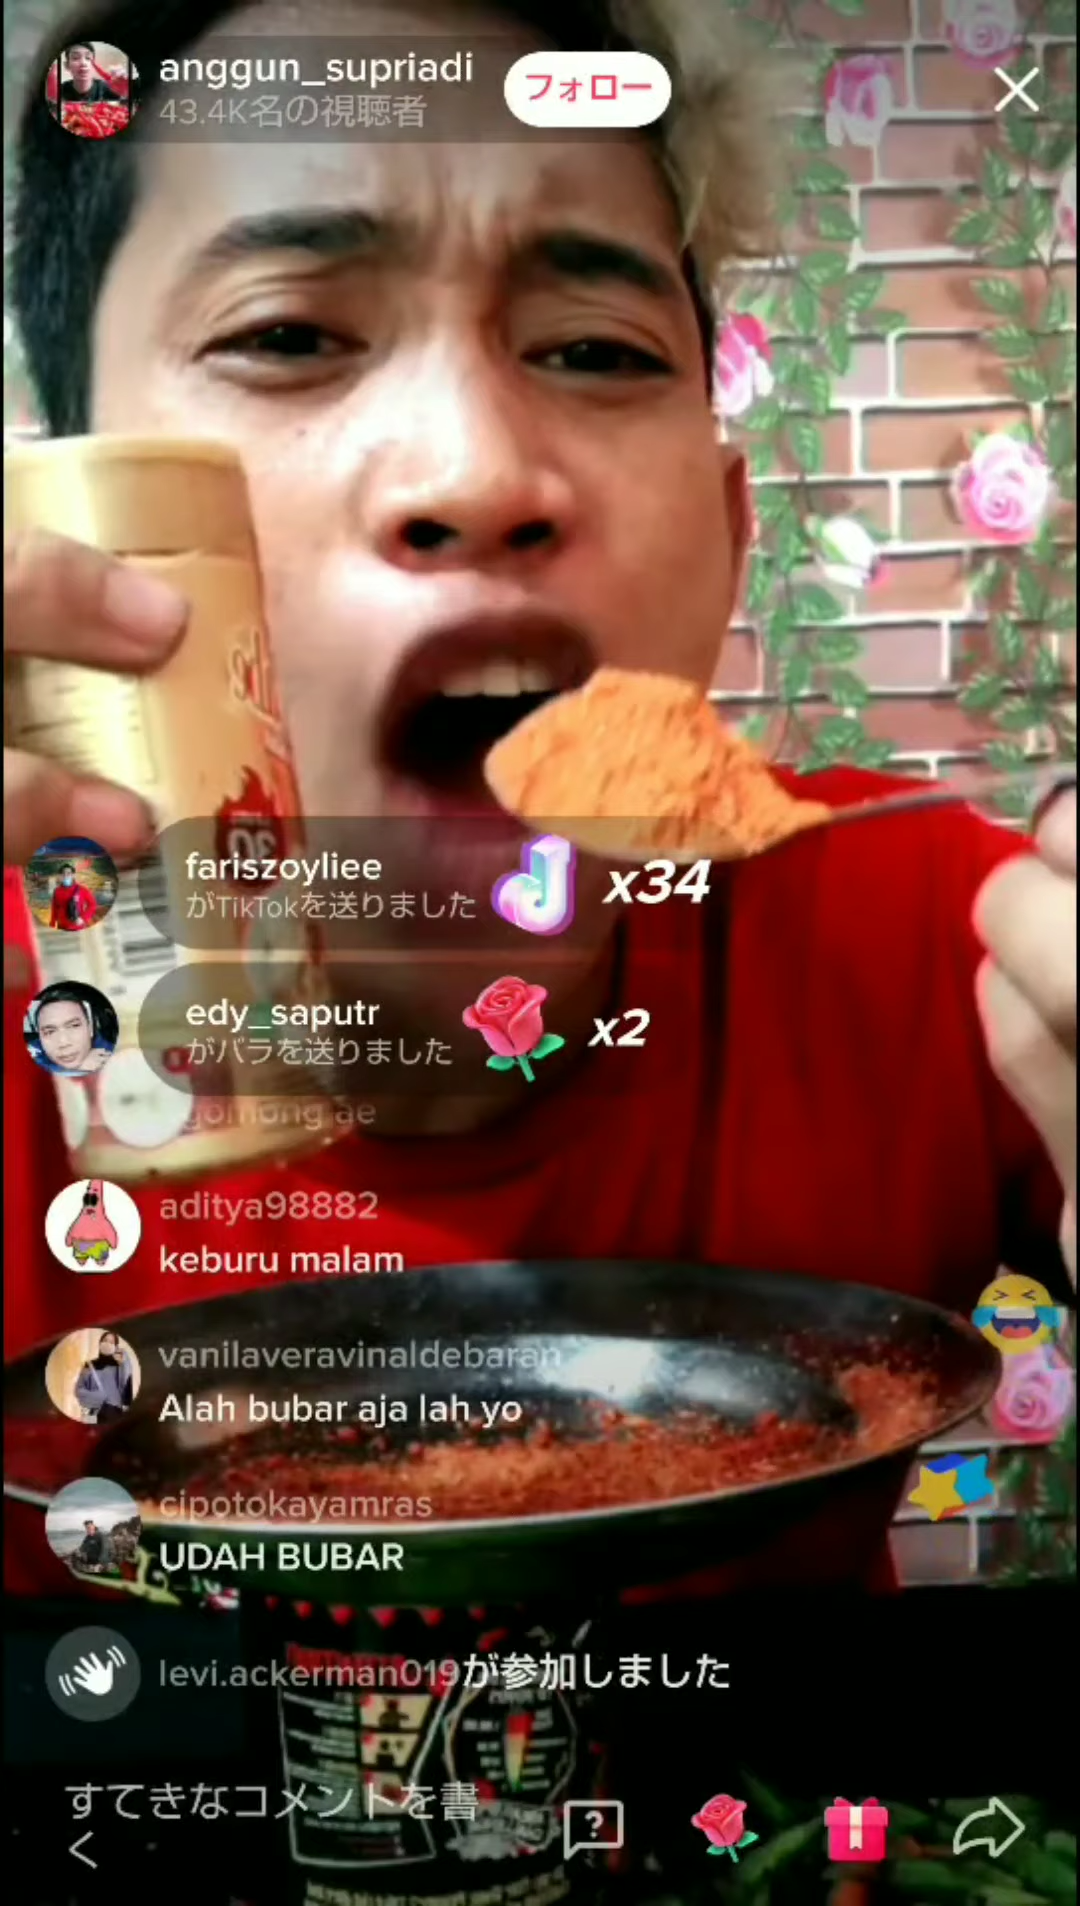 anggun_supriadi
43.4K名の視聴者
フォロー
fariszoyliee
がTikTokを送りました
x34
edy_saputr
がバラを送りました
x2
gomong ae
aditya98882
keburu malam
vanilaveravinaldebaran
Alah bubar aja lah yo
cipotokayamras
UDAH BUBAR
levi.ackerman019が参加しました
すてきなコメントを書